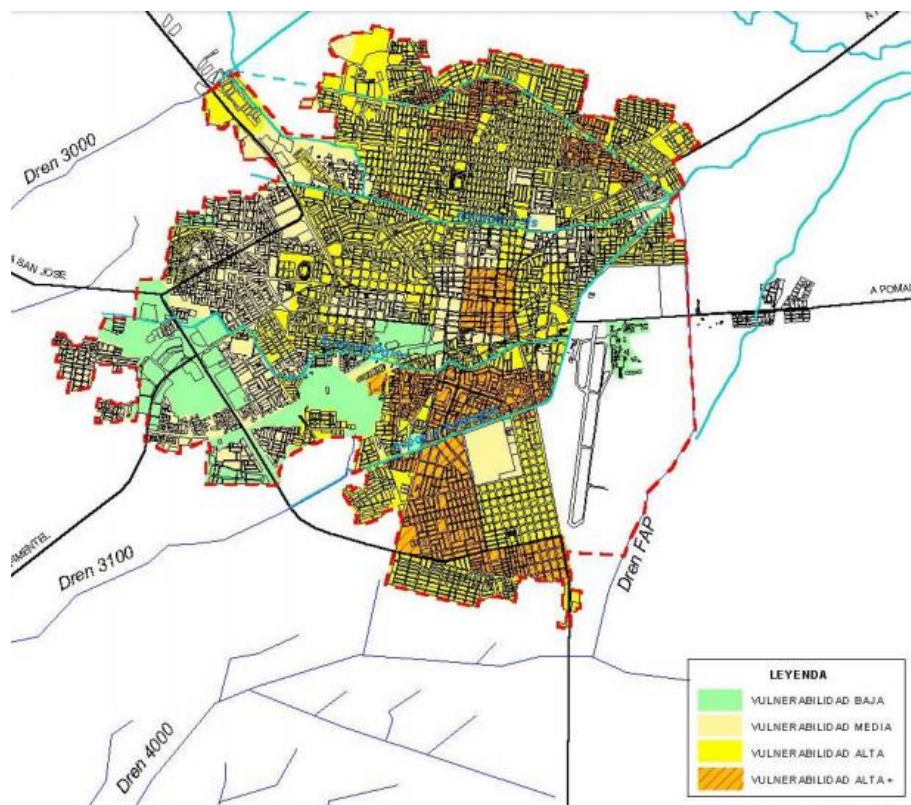 Dren 3000
SAN JOSE
A POMAL
Dren 3100
Dren FAP
Dren 4000
LEYENDA
VULNERABILIDAD BAJA
VULNERABILIDAD MEDIA
VULNERABILIDAD ALTA
VULNERABILIDAD ALTA +